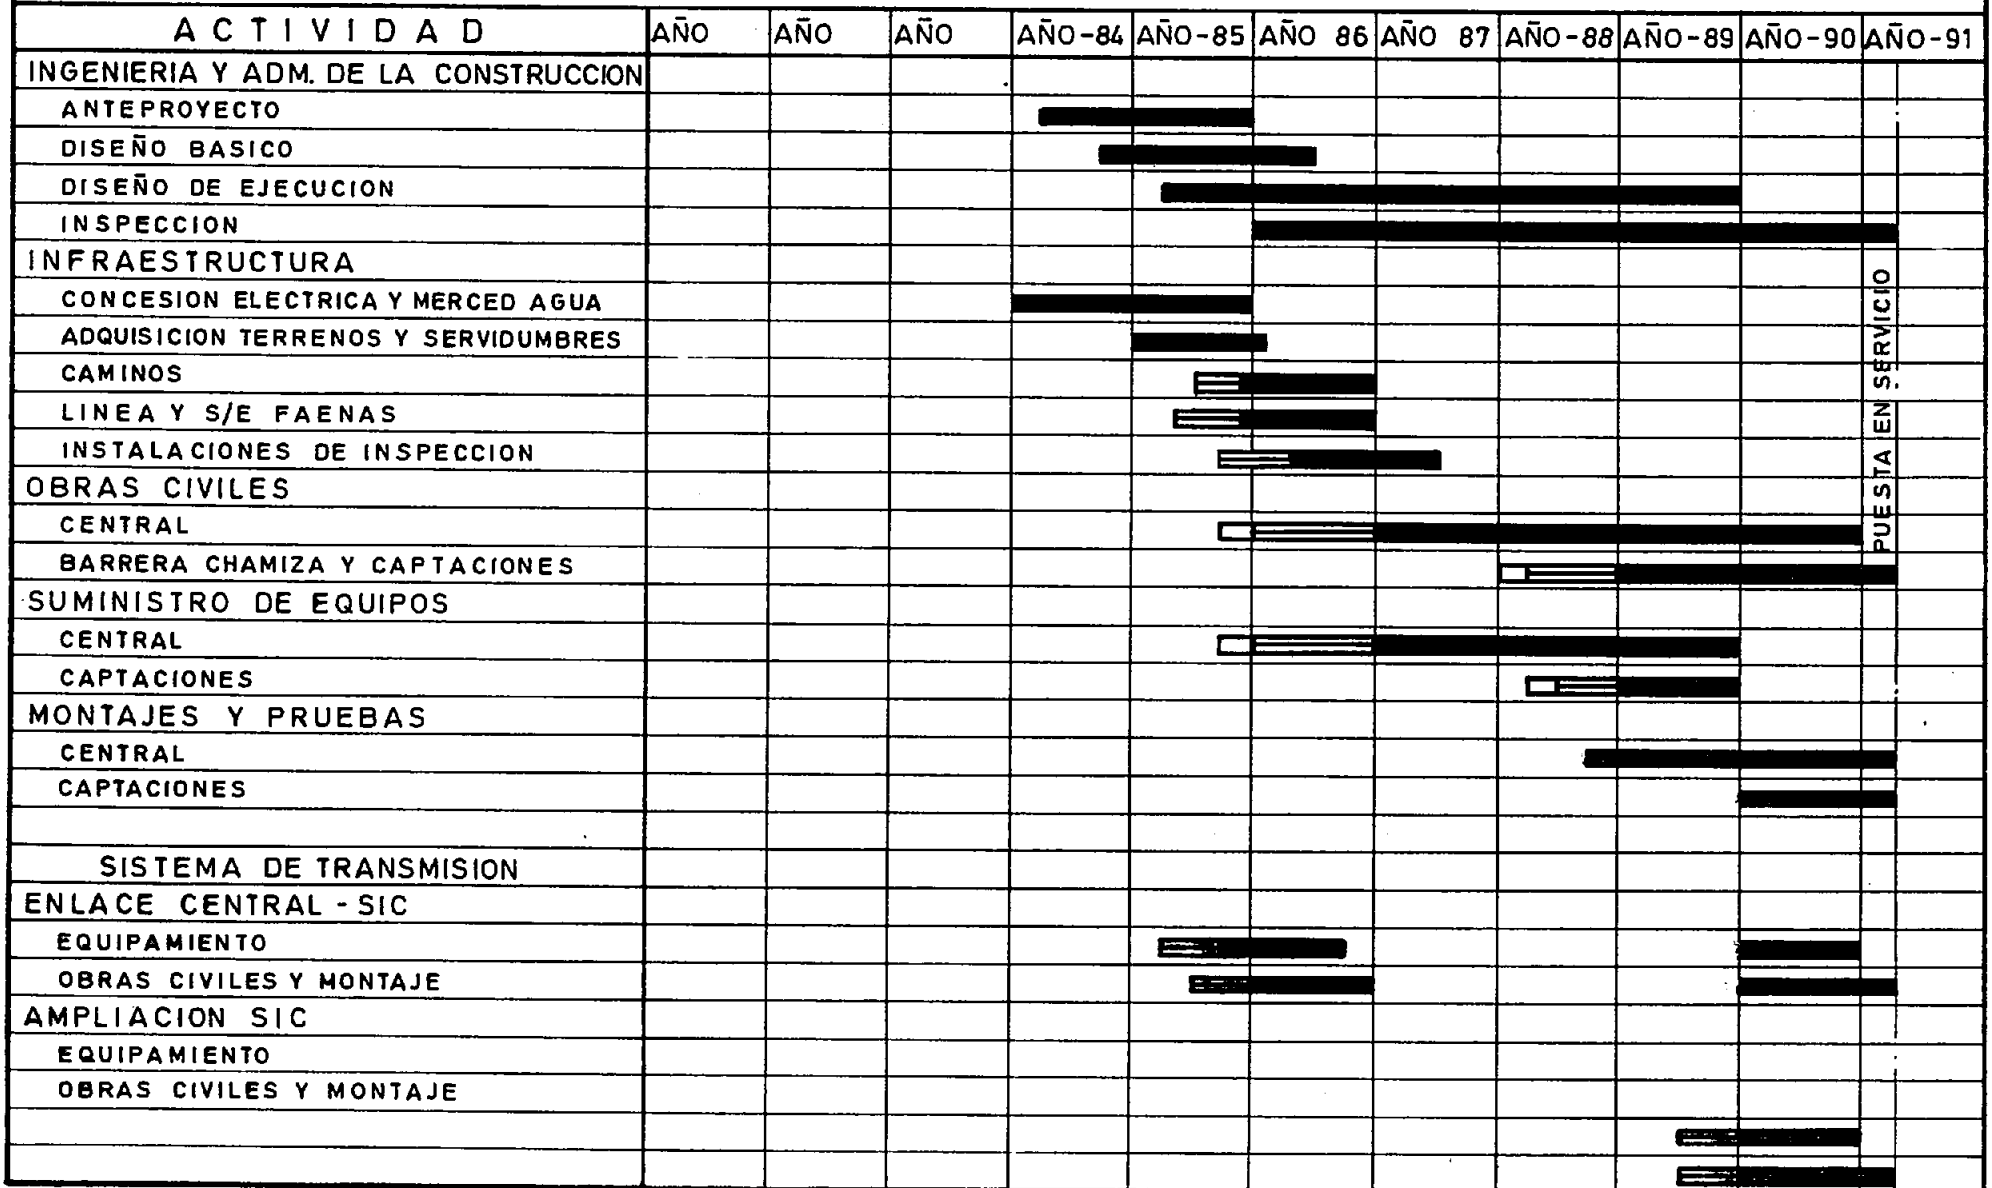 ACTIVIDAD AÑO AÑO AÑO AÑO-84 AÑO-85 AÑO 86 AÑO 87 AÑO-88 AÑO-89 AÑO-90 AÑO-91
INGENIERIA Y ADM. DE LA CONSTRUCCION
ANTEPROYECTO
DISEÑO BASICO
DISEÑO DE EJECUCION
INSPECCION
INFRAESTRUCTURA
CONCESION ELECTRICA Y MERCED AGUA
ADQUISICION TERRENOS Y SERVIDUMBRES
CAMINOS
LINEA Y S/E FAENAS
INSTALACIONES DE INSPECCION
OBRAS CIVILES
CENTRAL
BARRERA CHAMIZA Y CAPTACIONES
SUMINISTRO DE EQUIPOS
CENTRAL
CAPTACIONES
MONTAJES Y PRUEBAS
CENTRAL
CAPTACIONES
SISTEMA DE TRANSMISION
ENLACE CENTRAL - SIC
EQUIPAMIENTO
OBRAS CIVILES Y MONTAJE
AMPLIACION SIC
EQUIPAMIENTO
OBRAS CIVILES Y MONTAJE
PUESTA EN SERVICIO